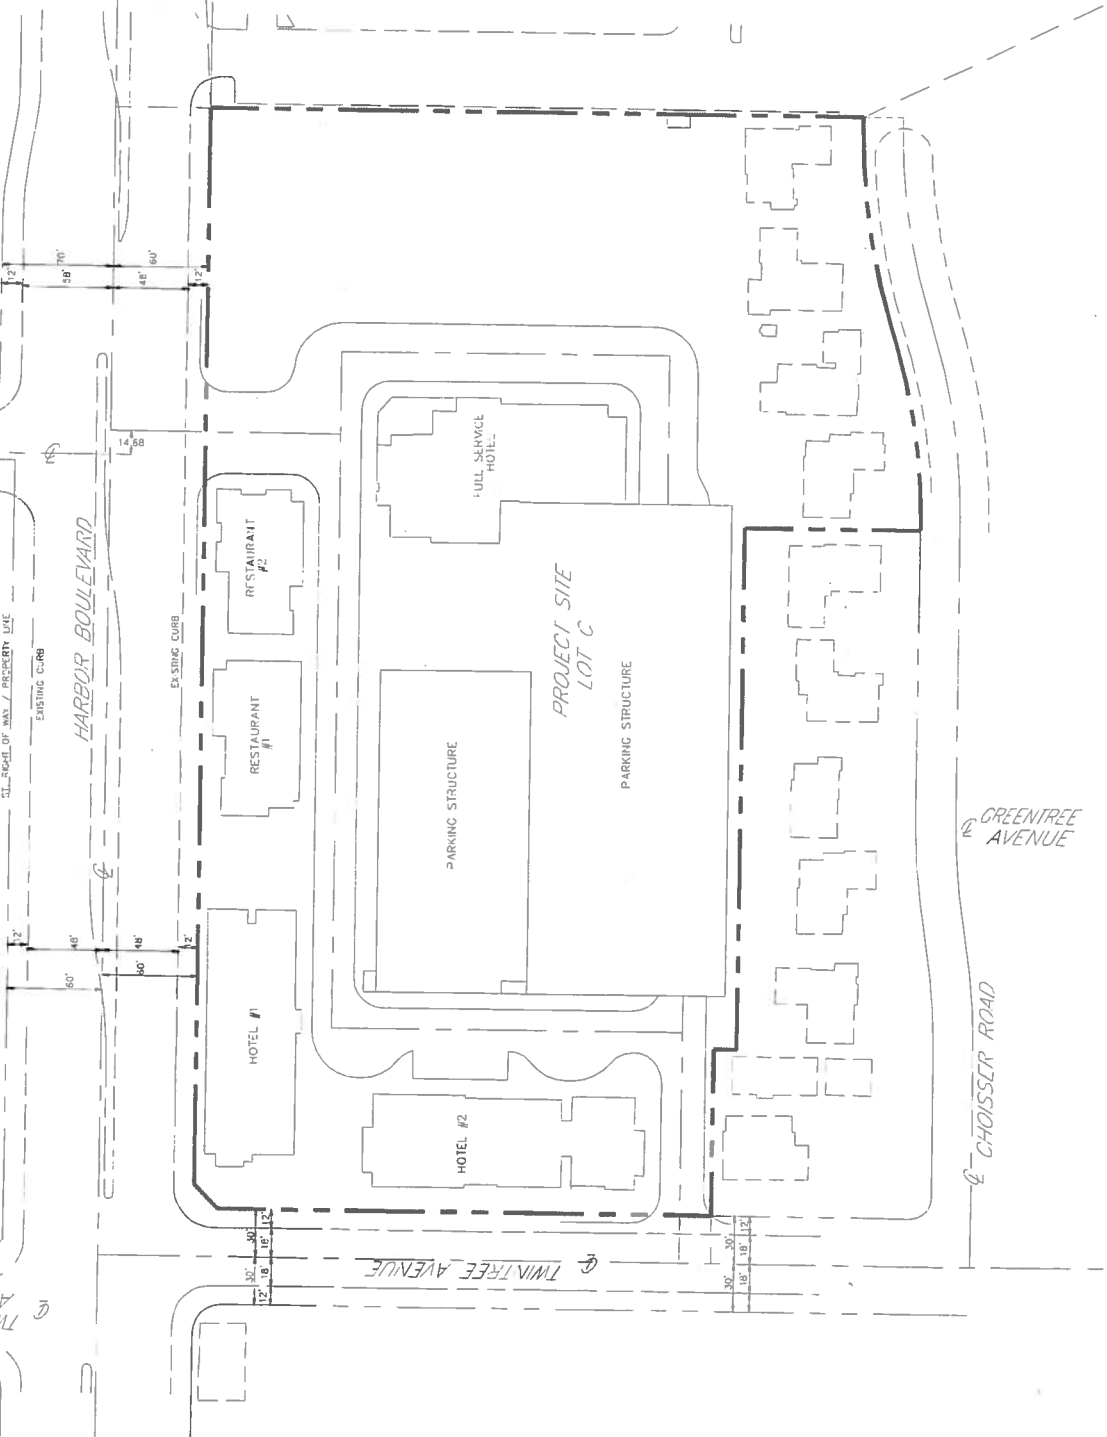 70'
60'
12'
58'
48'
12'
14.68
HARBOR BOULEVARD
ST. RIGHT OF WAY / PROPERTY LINE
EXISTING CURB
EXISTING CURB
FULL SERVICE
HOTEL
RESTAURANT
#2
RESTAURANT
#1
PROJECT SITE
LOT C
PARKING STRUCTURE
PARKING STRUCTURE
GREENTREE
AVENUE
12'
48'
48'
12'
60'
60'
HOTEL #1
HOTEL #2
CHOISSER ROAD
30'
12'
18'
30'
18'
12'
TWINTREE AVENUE
30'
12'
18'
30'
18'